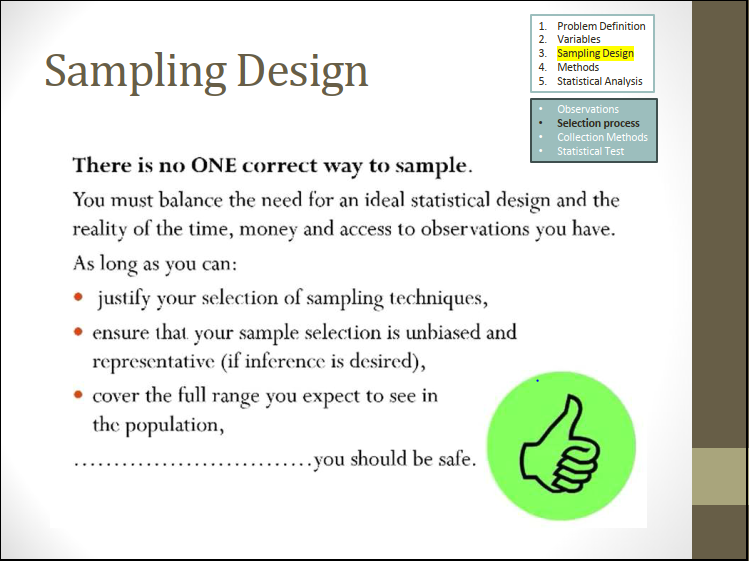 Sampling Design
1. Problem Definition
2. Variables
3. Sampling Design
4. Methods
5. Statistical Analysis
• Observations
• Selection process
• Collection Methods
• Statistical Test
There is no ONE correct way to sample.
You must balance the need for an ideal statistical design and the
reality of the time, money and access to observations you have.
As long as you can:
• justify your selection of sampling techniques,
• ensure that your sample selection is unbiased and
representative (if inference is desired),
• cover the full range you expect to see in
the population,
..............................you should be safe.